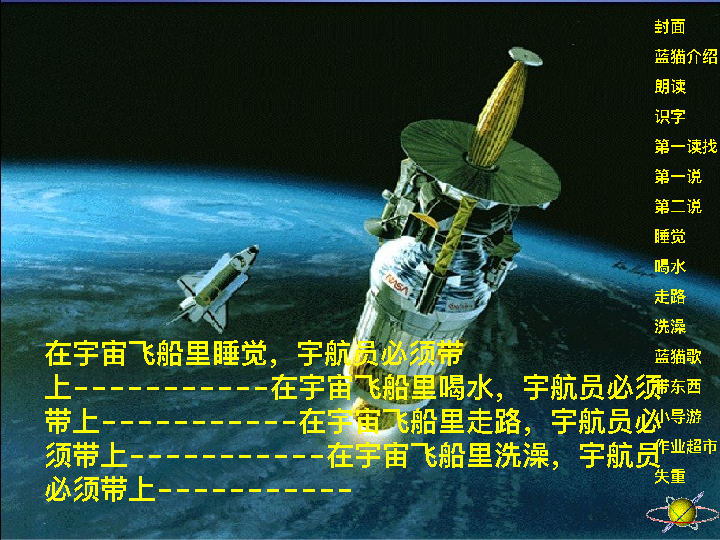 封面
蓝猫介绍
朗读
识字
第一读找
第一说
第二说
睡觉
喝水
走路
洗澡
蓝猫歌
带东西
小导游
作业超市
失重
NASA
在宇宙飞船里睡觉，宇航员必须带
上-----------在宇宙飞船里喝水，宇航员必须
带上-----------在宇宙飞船里走路，宇航员必
须带上-----------在宇宙飞船里洗澡，宇航员
必须带上-----------